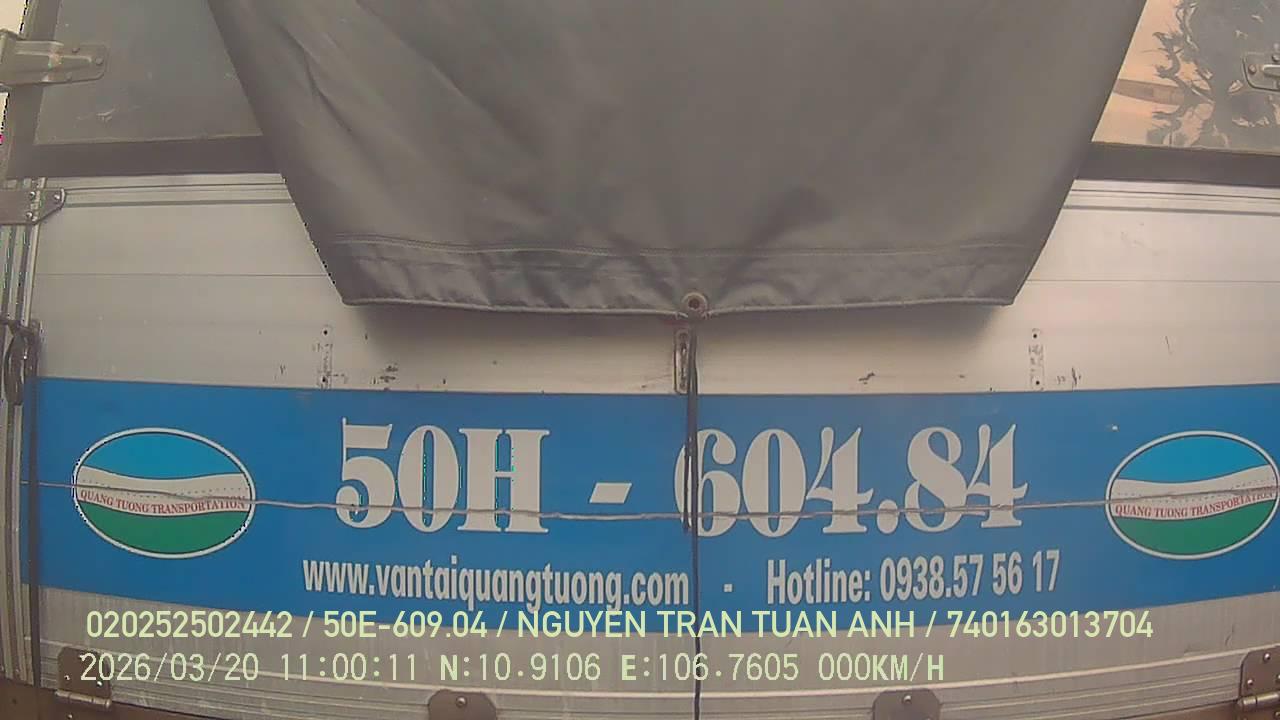 50H - 604.84
QUANG TUONG TRANSPORTATION
QUANG TUONG TRANSPORTATION
www.vantaiquangtuong.com - Hotline: 0938.57 56 17
020252502442 / 50E-609.04 / NGUYEN TRAN TUAN ANH / 740163013704
2026/03/20 11:00:11 N:10.9106 E:106.7605 000KM/H